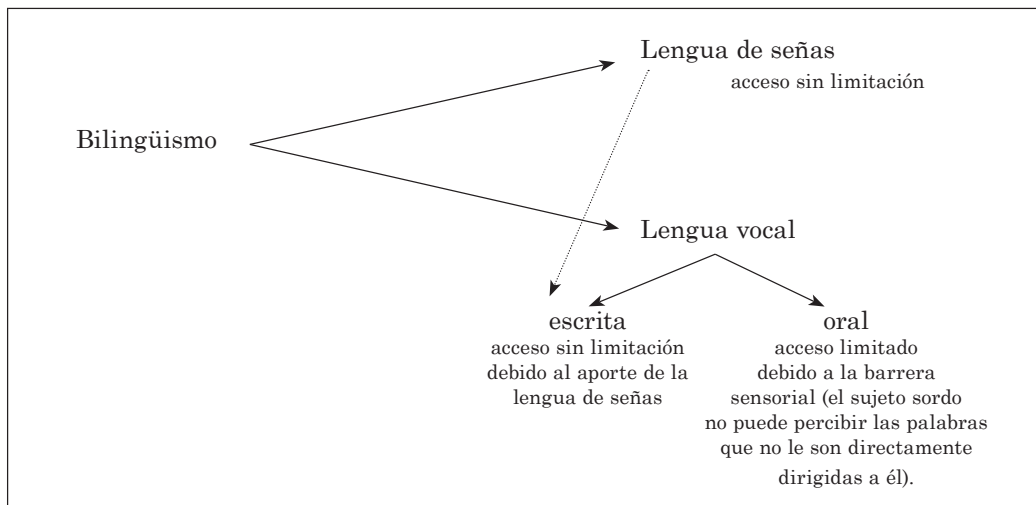 Lengua de señas
acceso sin limitación
Bilingüismo
Lengua vocal
escrita
acceso sin limitación
debido al aporte de la
lengua de señas
oral
acceso limitado
debido a la barrera
sensorial (el sujeto sordo
no puede percibir las palabras
que no le son directamente
dirigidas a él).